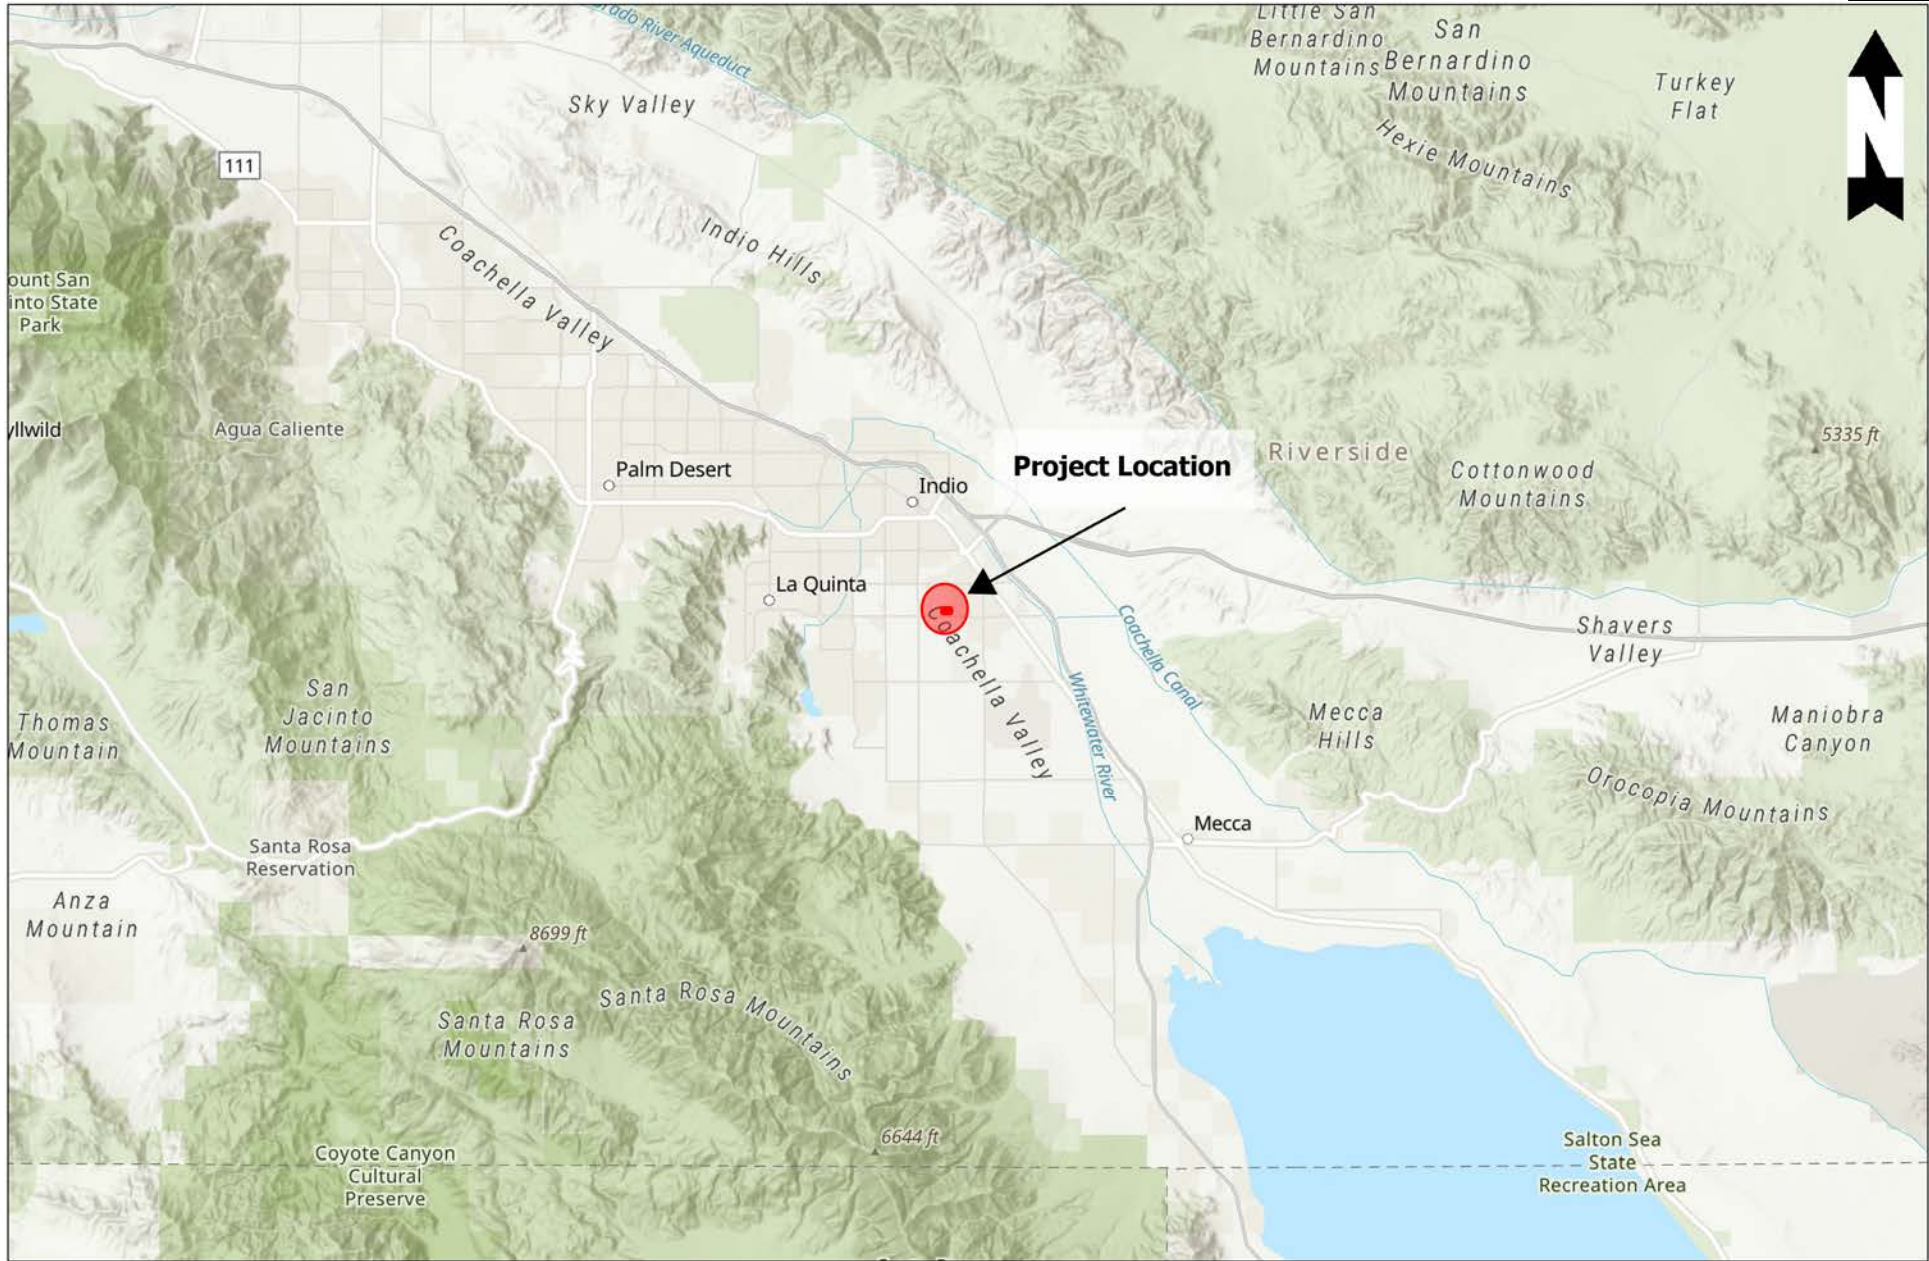 Little San
Bernardino
Mountains
San
Bernardino
Mountains
Turkey
Flat
N
rado River Aqueduct
Sky Valley
Hexie Mountains
111
Indio Hills
Coachella Valley
ount San
into State
Park
yllwild
Agua Caliente
Palm Desert
Indio
Project Location
Riverside
5335 ft
Cottonwood
Mountains
La Quinta
Coachella Valley
Coachella Canal
Whitewater River
Shavers
Valley
San
Jacinto
Mountains
Thomas
Mountain
Mecca
Hills
Maniobra
Canyon
Orocopia Mountains
Mecca
Santa Rosa
Reservation
Anza
Mountain
8699 ft
Santa Rosa Mountains
Santa Rosa
Mountains
6644 ft
Coyote Canyon
Cultural
Preserve
Salton Sea
State
Recreation Area